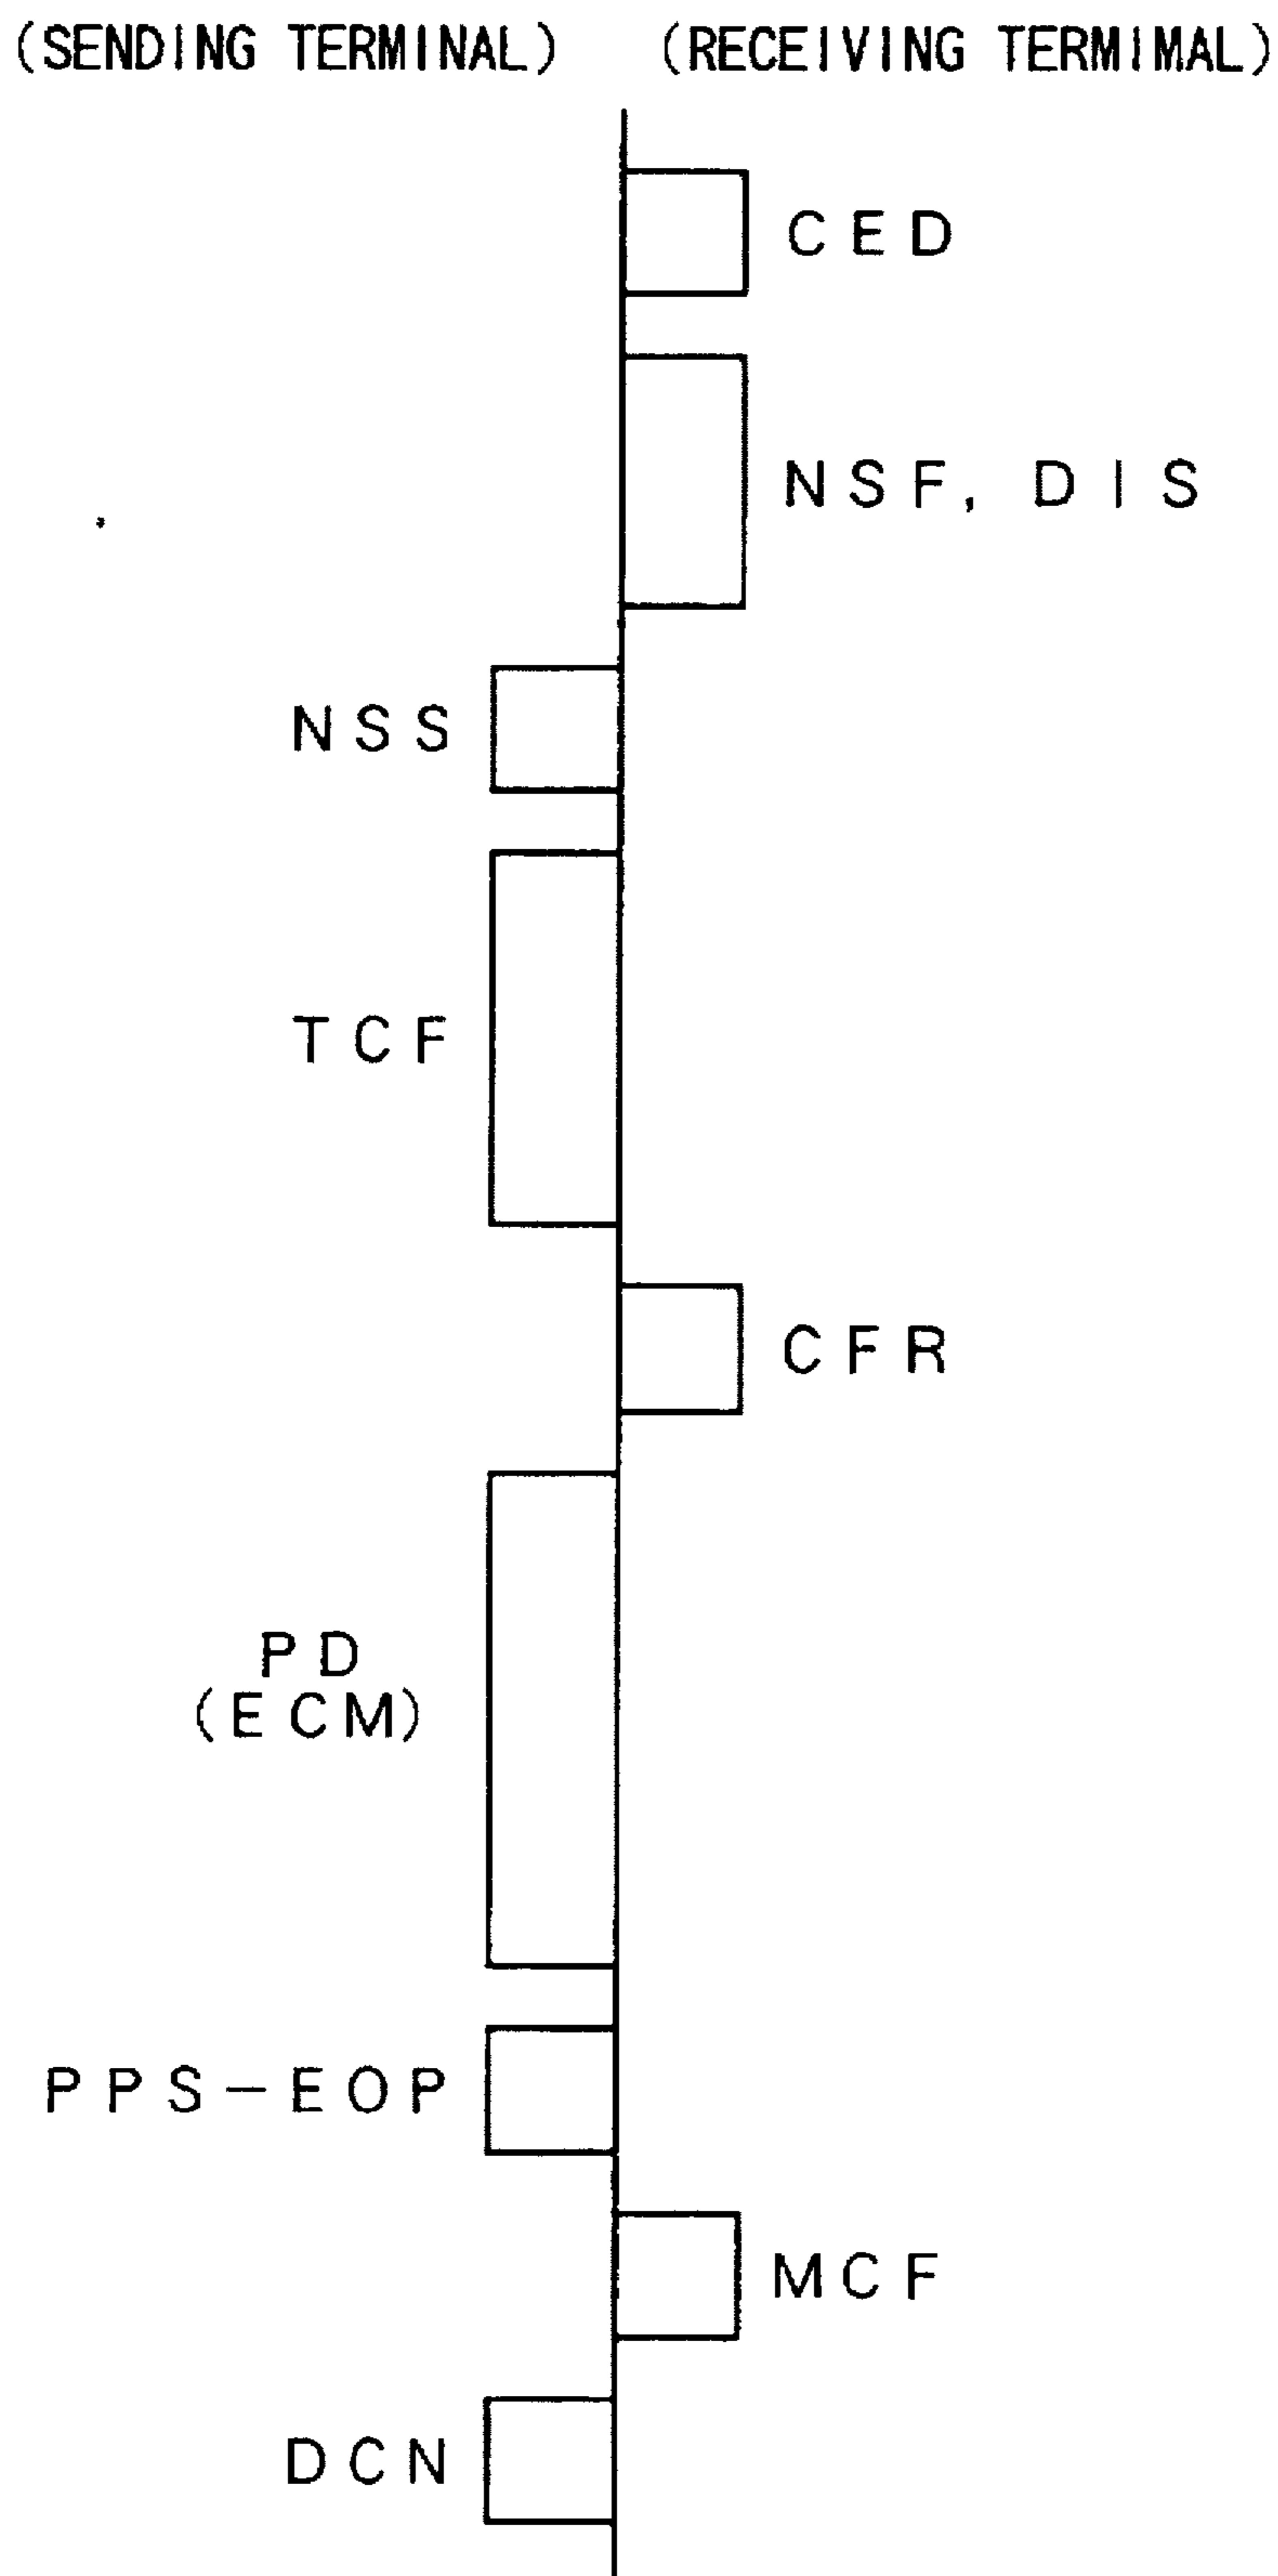 (SENDING TERMINAL) (RECEIVING TERMIMAL)
CED
NSF, DIS
NSS
TCF
CFR
PD
(ECM)
PPS-EOP
MCF
DCN